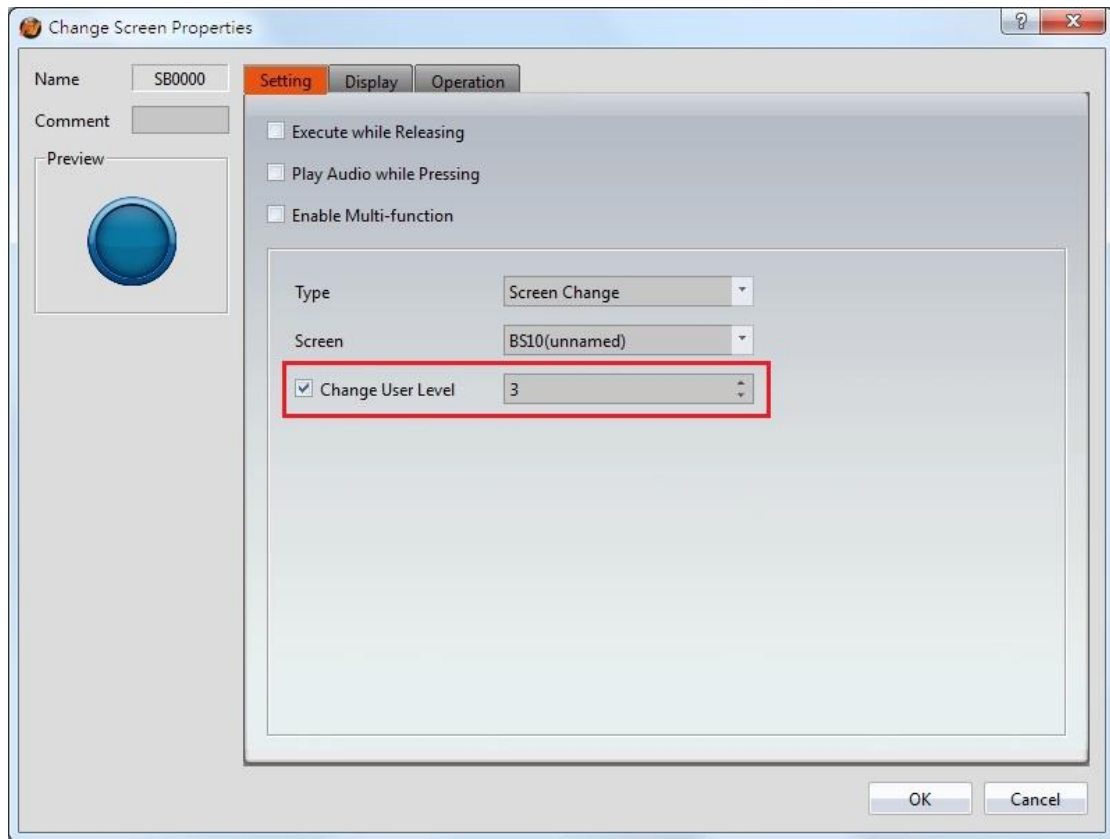 Change Screen Properties
Name SB0000
Comment
Preview
Setting Display Operation
Execute while Releasing
Play Audio while Pressing
Enable Multi-function
Type Screen Change
Screen BS10(unnamed)
Change User Level 3
OK Cancel